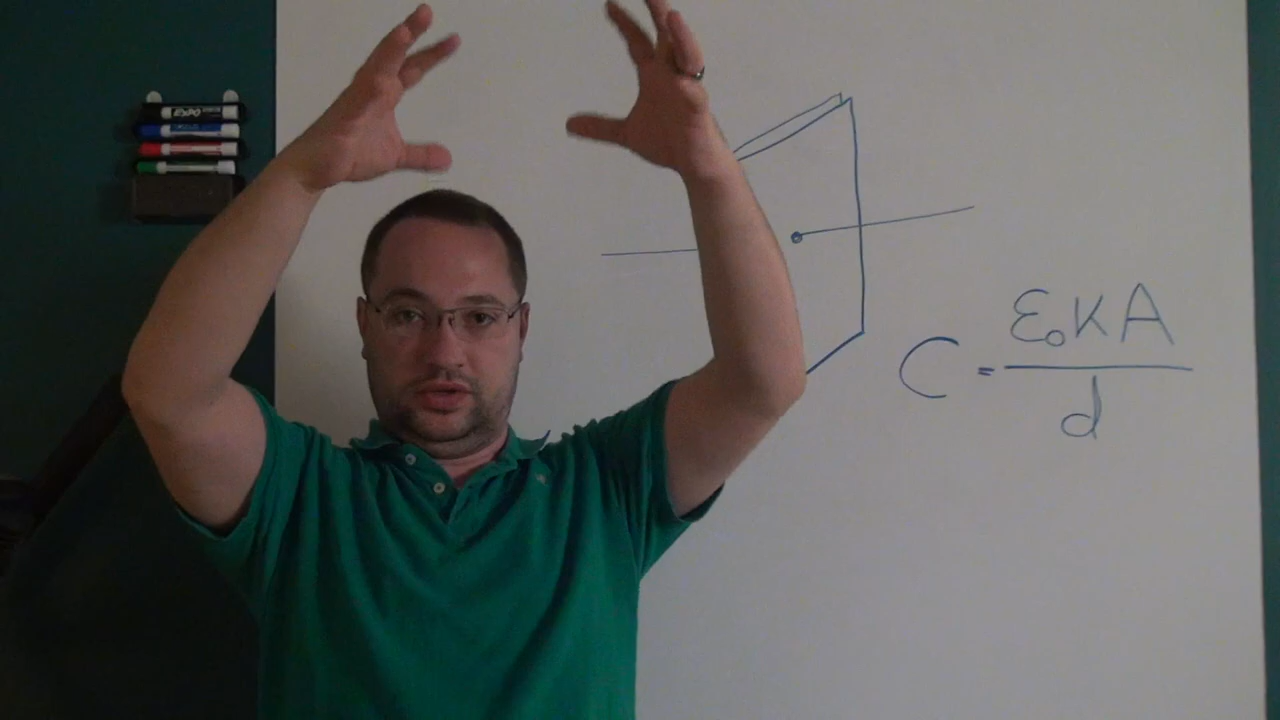 EXPO
C = ε₀KA / d